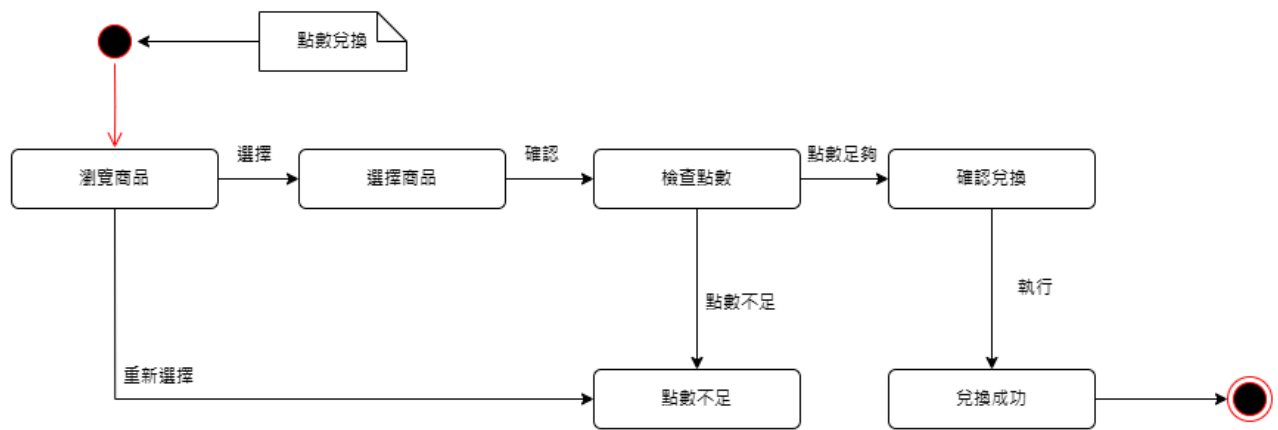 點數兌換
選擇
確認
點數足夠
瀏覽商品
選擇商品
檢查點數
確認兌換
執行
點數不足
重新選擇
點數不足
兌換成功